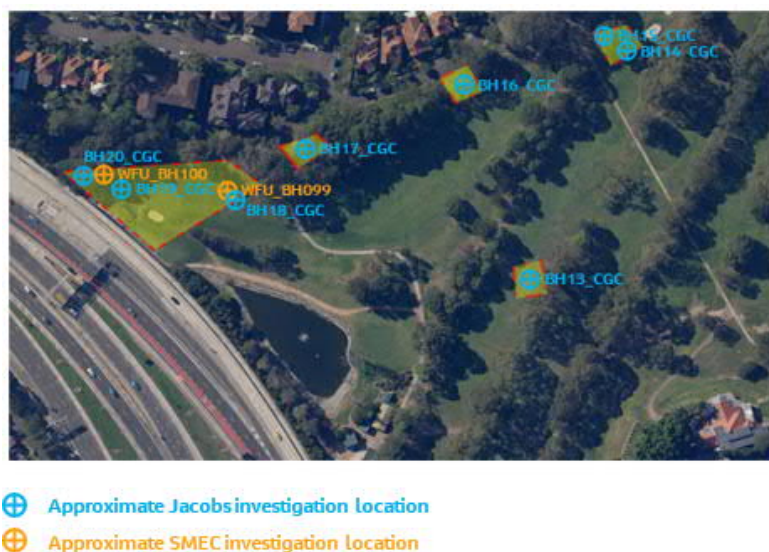 BH15_CGC
BH14_CGC
BH16_CGC
BH17_CGC
BH20_CGC
WFU_BH100
BH19_CGC
WFU_BH099
BH18_CGC
BH13_CGC
Approximate Jacobs investigation location
Approximate SMEC investigation location